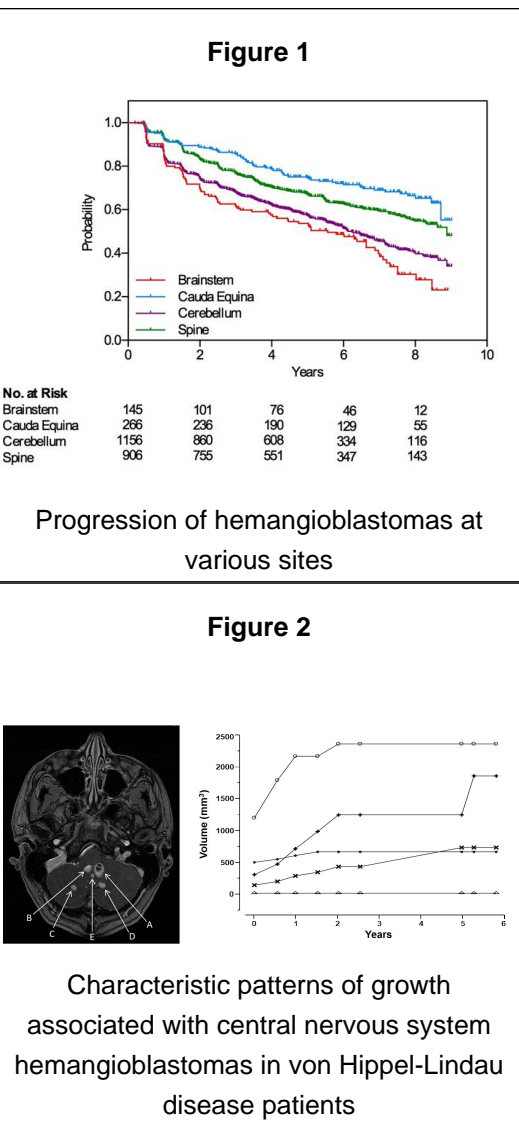 Figure 1
1.0
0.8
0.6
0.4
0.2
0.0
Probability
Brainstem
Cauda Equina
Cerebellum
Spine
0 2 4 6 8 10
Years
No. at Risk
Brainstem 145 101 76 46 12
Cauda Equina 266 236 190 129 55
Cerebellum 1156 860 608 334 116
Spine 906 755 551 347 143
Progression of hemangioblastomas at
various sites
Figure 2
B
C
E
D
A
2500
2000
1500
1000
500
0
Volume (mm³)
0 1 2 3 4 5 6
Years
Characteristic patterns of growth
associated with central nervous system
hemangioblastomas in von Hippel-Lindau
disease patients